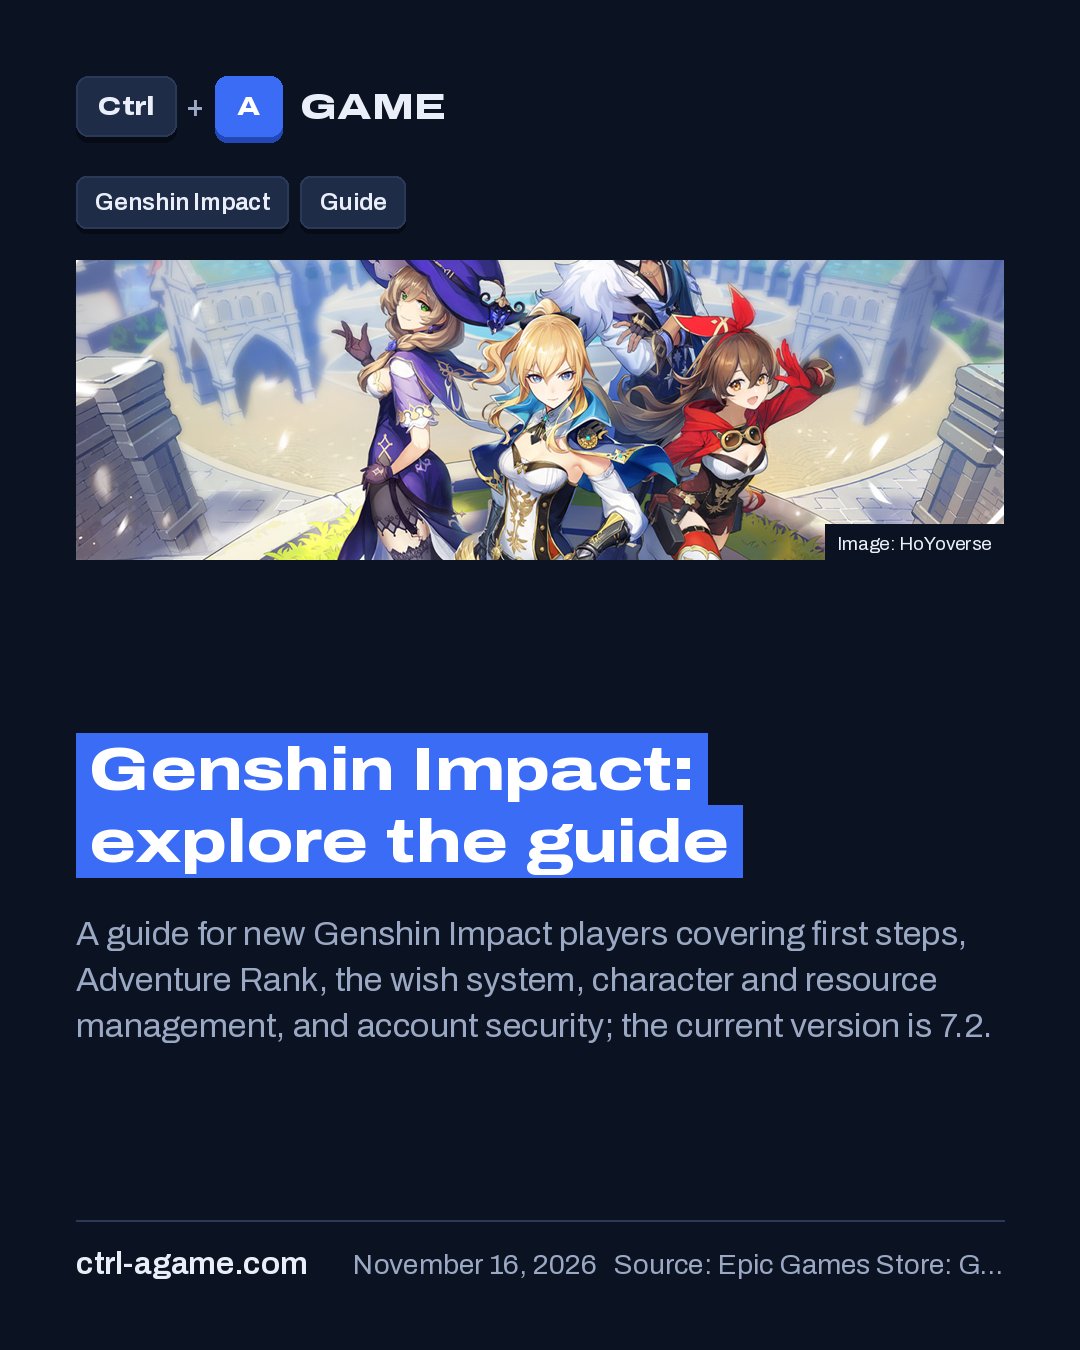 Ctrl + A GAME
Genshin Impact Guide
Image: HoYoverse
Genshin Impact:
explore the guide
A guide for new Genshin Impact players covering first steps,
Adventure Rank, the wish system, character and resource
management, and account security; the current version is 7.2.
ctrl-agame.com November 16, 2026 Source: Epic Games Store: G...